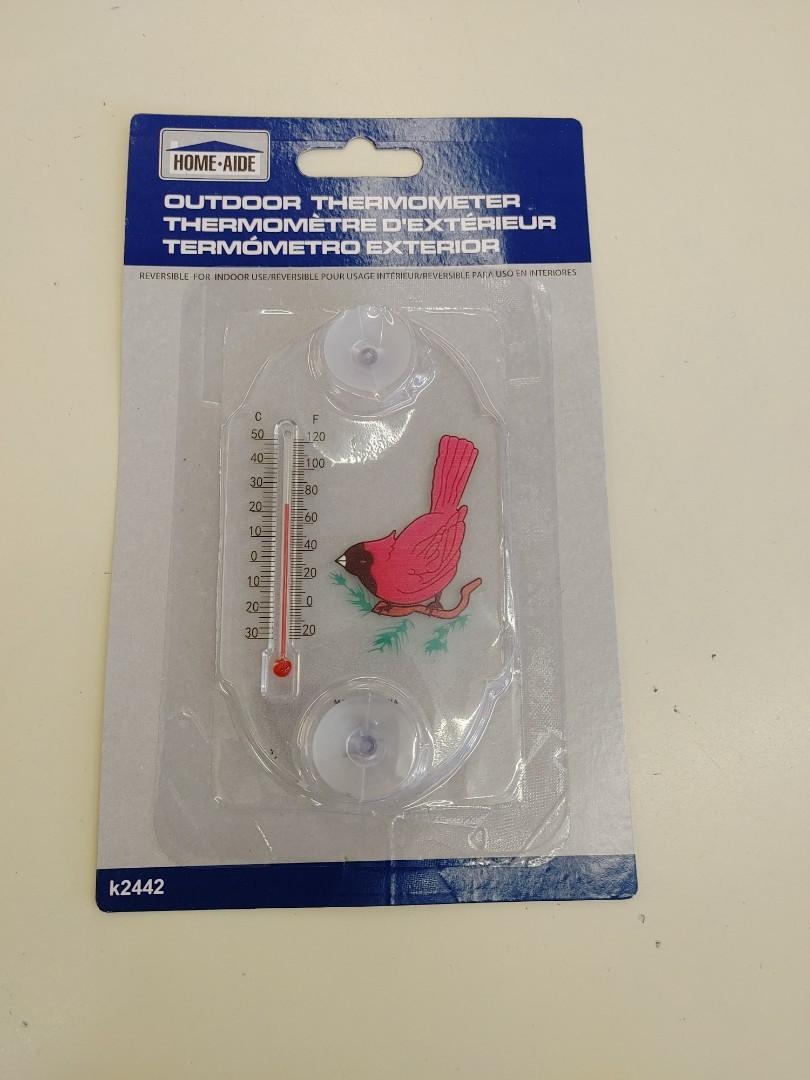 HOME•AIDE
OUTDOOR THERMOMETER
THERMOMÈTRE D'EXTÉRIEUR
TERMÓMETRO EXTERIOR
REVERSIBLE FOR INDOOR USE/REVERSIBLE POUR USAGE INTÉRIEUR/REVERSIBLE PARA USO EN INTERIORES
C F
50 120
40 100
30 80
20 60
10 40
0 20
10 0
20 20
30
k2442